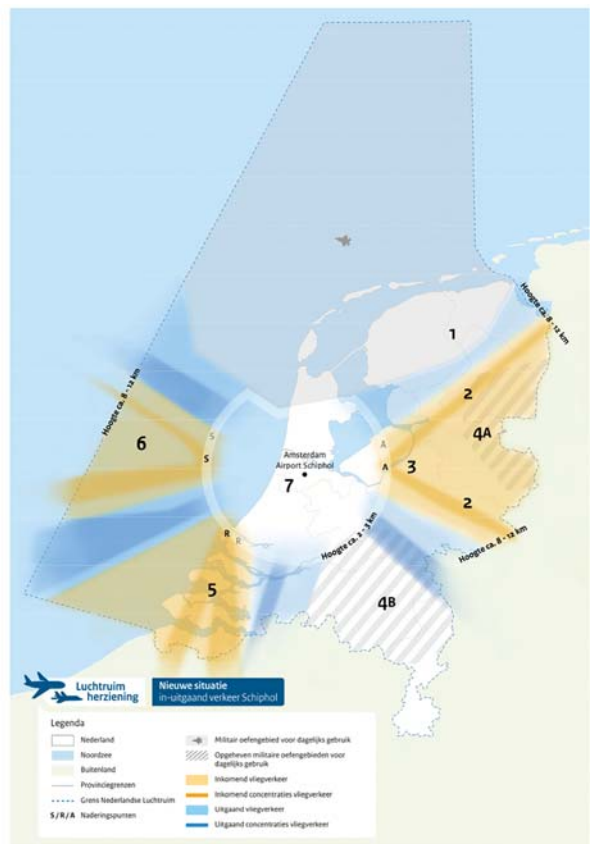 Hoogte ca. 8 - 12 km
1
2
Hoogte ca. 8 - 12 km
4A
6
S
S
A
A
3
Amsterdam
Airport Schiphol
7
2
R
R
Hoogte ca. 2 - 3 km
Hoogte ca. 8 - 12 km
5
4B
Luchtruim
herziening
Nieuwe situatie
in-uitgaand verkeer Schiphol
Legenda
Nederland
Noordzee
Buitenland
Provinciegrenzen
Grens Nederlandse Luchtruim
S/R/A Naderingspunten
Militair oefengebied voor dagelijks gebruik
Opgeheven militaire oefengebieden voor
dagelijks gebruik
Inkomend vliegverkeer
Inkomend concentraties vliegverkeer
Uitgaand vliegverkeer
Uitgaand concentraties vliegverkeer